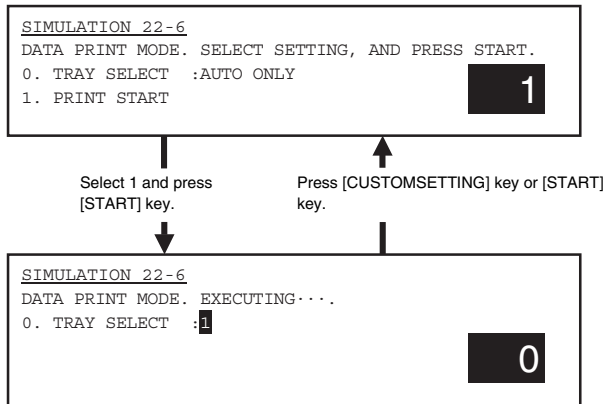 SIMULATION 22-6
DATA PRINT MODE. SELECT SETTING, AND PRESS START.
0. TRAY SELECT :AUTO ONLY
1. PRINT START
1
Select 1 and press
[START] key.
Press [CUSTOMSETTING] key or [START]
key.
SIMULATION 22-6
DATA PRINT MODE. EXECUTING···.
0. TRAY SELECT :1
0